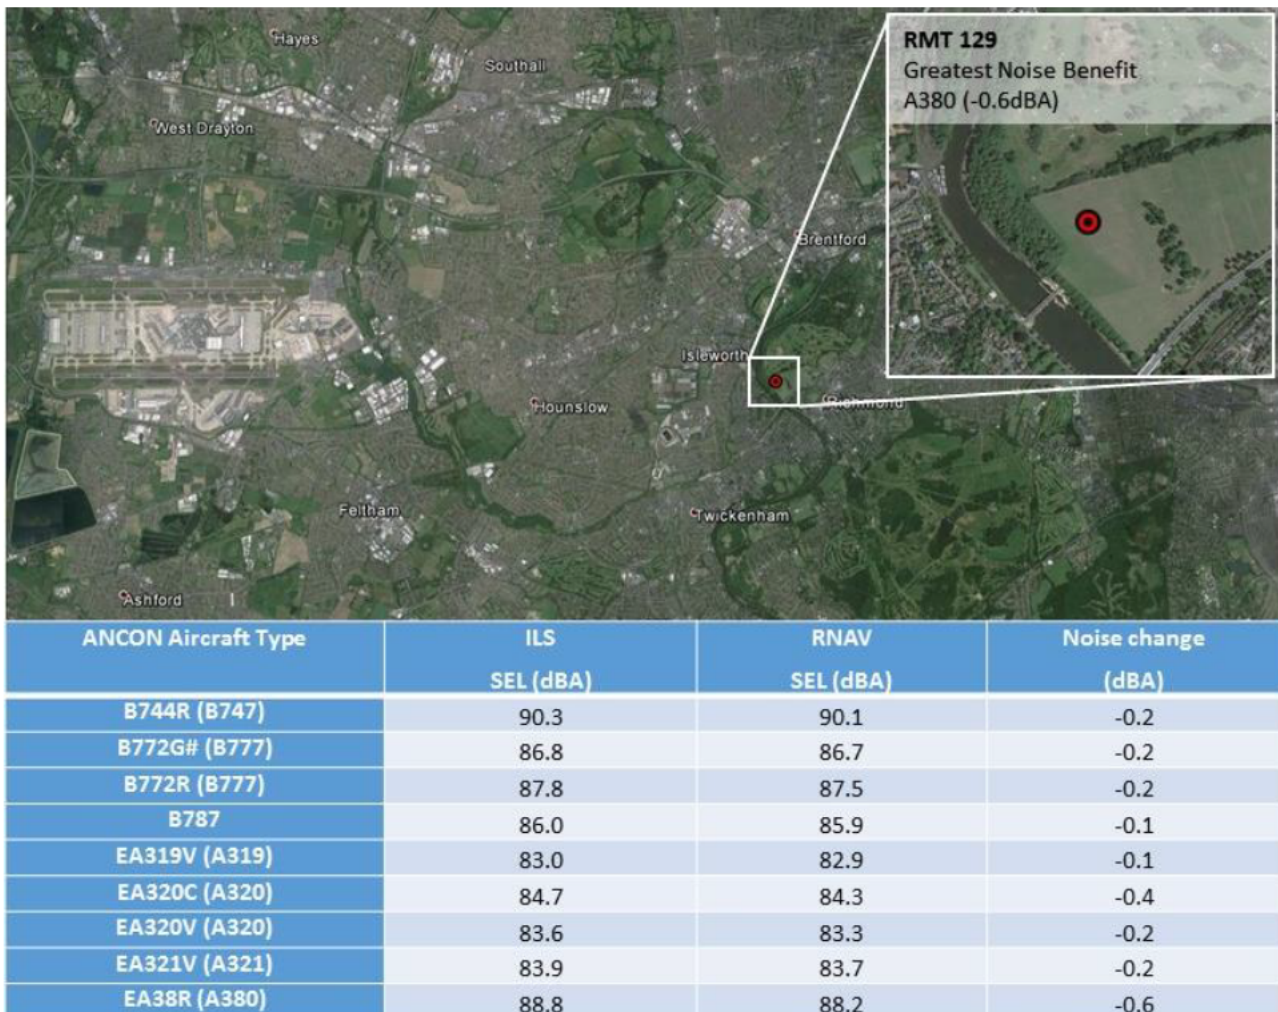 Hayes
Southall
West Drayton
RMT 129
Greatest Noise Benefit
A380 (-0.6dBA)
Brentford
Isleworth
Hounslow
Richmond
Feltham
Twickenham
Ashford
ANCON Aircraft Type ILS RNAV Noise change
SEL (dBA) SEL (dBA) (dBA)
B744R (B747) 90.3 90.1 -0.2
B772G# (B777) 86.8 86.7 -0.2
B772R (B777) 87.8 87.5 -0.2
B787 86.0 85.9 -0.1
EA319V (A319) 83.0 82.9 -0.1
EA320C (A320) 84.7 84.3 -0.4
EA320V (A320) 83.6 83.3 -0.2
EA321V (A321) 83.9 83.7 -0.2
EA38R (A380) 88.8 88.2 -0.6